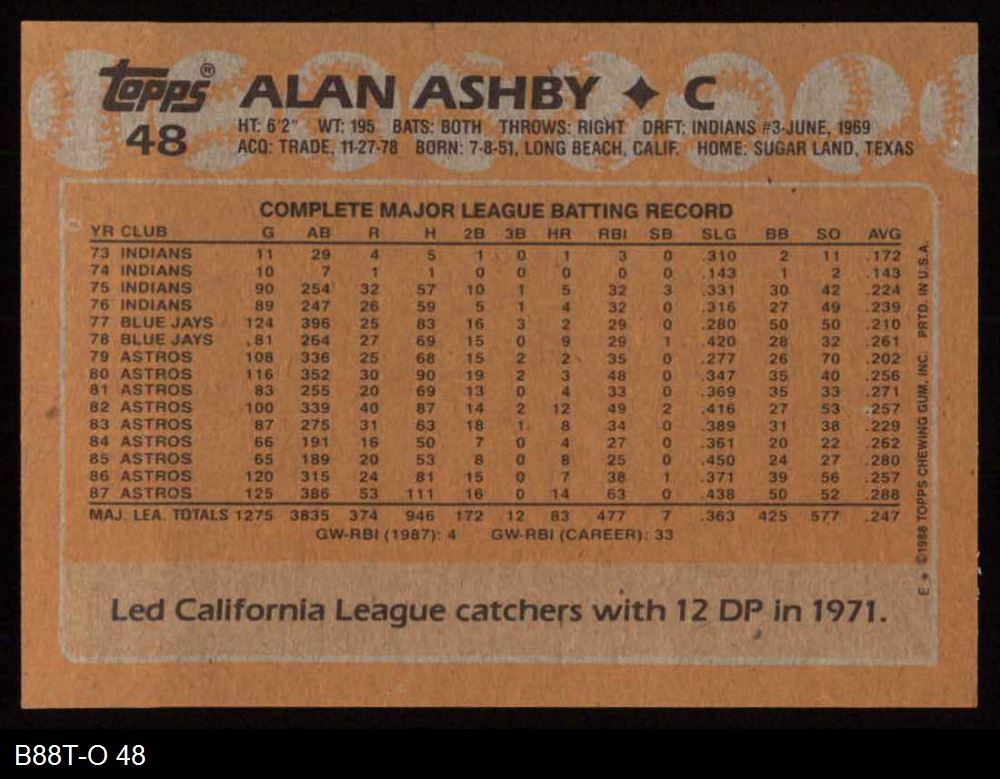 Topps® ALAN ASHBY ♦ C
48 HT: 6'2" WT: 195 BATS: BOTH THROWS: RIGHT DRFT: INDIANS #3-JUNE, 1969
ACQ: TRADE, 11-27-78 BORN: 7-8-51, LONG BEACH, CALIF. HOME: SUGAR LAND, TEXAS
COMPLETE MAJOR LEAGUE BATTING RECORD
YR CLUB G AB R H 2B 3B HR RBI SB SLG BB SO AVG
73 INDIANS 11 29 4 5 1 0 1 3 0 .310 2 11 .172
74 INDIANS 10 7 1 1 0 0 0 0 0 .143 1 2 .143
75 INDIANS 90 254 32 57 10 1 5 32 3 .331 30 42 .224
76 INDIANS 89 247 26 59 5 1 4 32 0 .316 27 49 .239
77 BLUE JAYS 124 396 25 83 16 3 2 29 0 .280 50 50 .210
78 BLUE JAYS 81 264 27 69 15 0 9 29 1 .420 28 32 .261
79 ASTROS 108 336 25 68 15 2 2 35 0 .277 26 70 .202
80 ASTROS 116 352 30 90 19 2 3 48 0 .347 35 40 .256
81 ASTROS 83 255 20 69 13 0 4 33 0 .369 35 33 .271
82 ASTROS 100 339 40 87 14 2 12 49 2 .416 27 53 .257
83 ASTROS 87 275 31 63 18 1 8 34 0 .389 31 38 .229
84 ASTROS 66 191 16 50 7 0 4 27 0 .361 20 22 .262
85 ASTROS 65 189 20 53 8 0 8 25 0 .450 24 27 .280
86 ASTROS 120 315 24 81 15 0 7 38 1 .371 39 56 .257
87 ASTROS 125 386 53 111 16 0 14 63 0 .438 50 52 .288
MAJ. LEA. TOTALS 1275 3835 374 946 172 12 83 477 7 .363 425 577 .247
GW-RBI (1987): 4 GW-RBI (CAREER): 33
Led California League catchers with 12 DP in 1971.
E * ©1988 TOPPS CHEWING GUM, INC. PRTD. IN U.S.A.
B88T-O 48